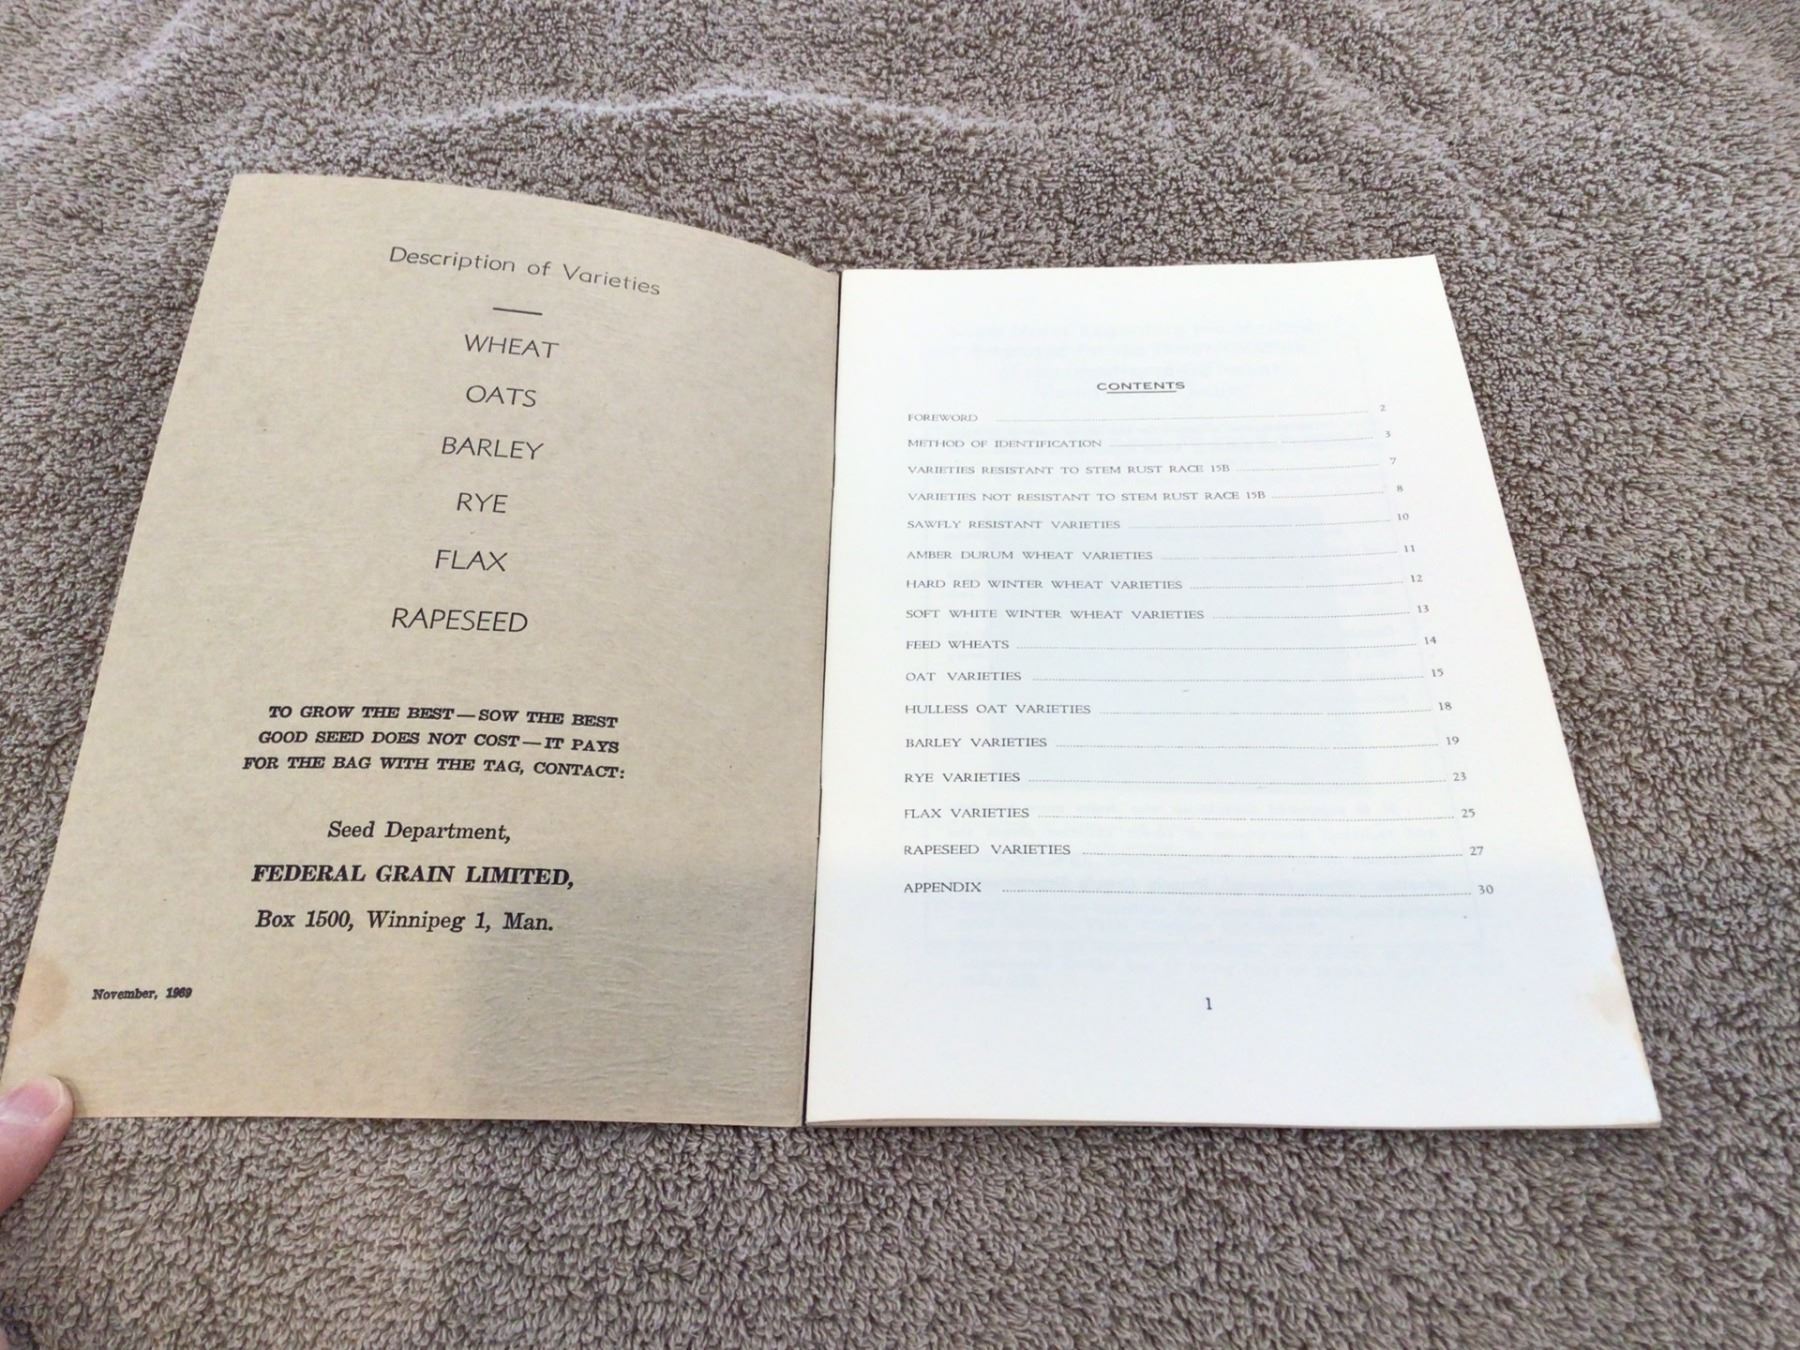 Description of Varieties
WHEAT
OATS
BARLEY
RYE
FLAX
RAPESEED
TO GROW THE BEST—SOW THE BEST
GOOD SEED DOES NOT COST—IT PAYS
FOR THE BAG WITH THE TAG, CONTACT:
Seed Department,
FEDERAL GRAIN LIMITED,
Box 1500, Winnipeg 1, Man.
November, 1969
CONTENTS
FOREWORD 2
METHOD OF IDENTIFICATION 3
VARIETIES RESISTANT TO STEM RUST RACE 15B 7
VARIETIES NOT RESISTANT TO STEM RUST RACE 15B 8
SAWFLY RESISTANT VARIETIES 10
AMBER DURUM WHEAT VARIETIES 11
HARD RED WINTER WHEAT VARIETIES 12
SOFT WHITE WINTER WHEAT VARIETIES 13
FEED WHEATS 14
OAT VARIETIES 15
HULLESS OAT VARIETIES 18
BARLEY VARIETIES 19
RYE VARIETIES 23
FLAX VARIETIES 25
RAPESEED VARIETIES 27
APPENDIX 30
1